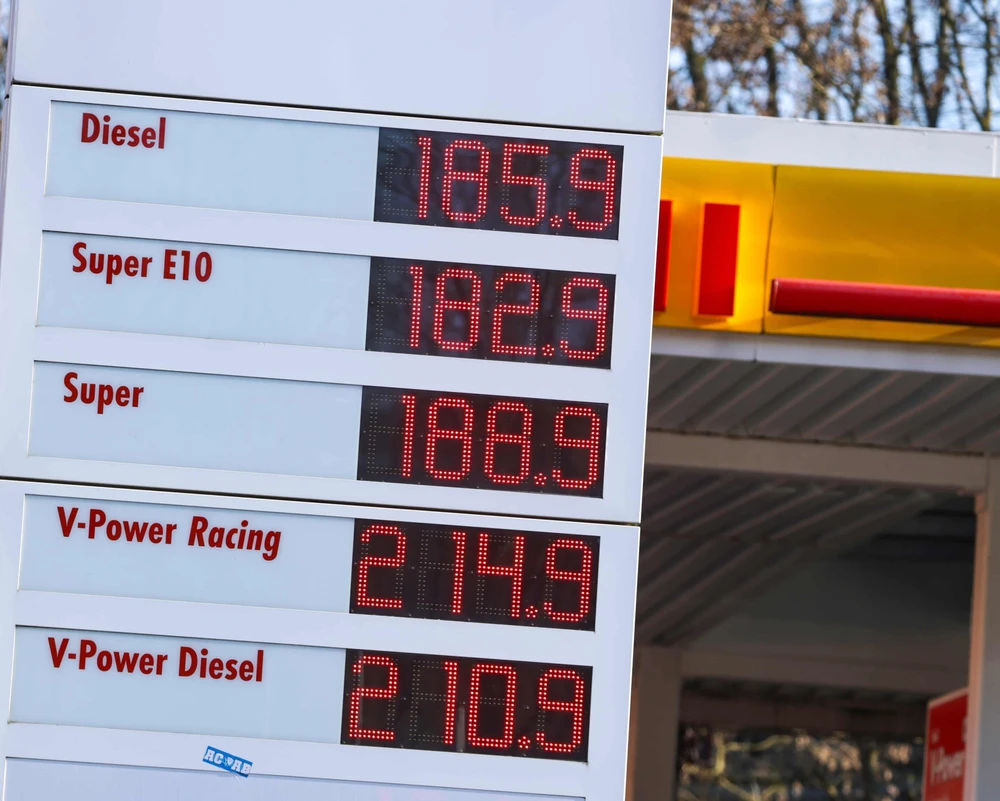 Diesel 185.9
Super E10 182.9
Super 188.9
V-Power Racing 214.9
V-Power Diesel 210.9